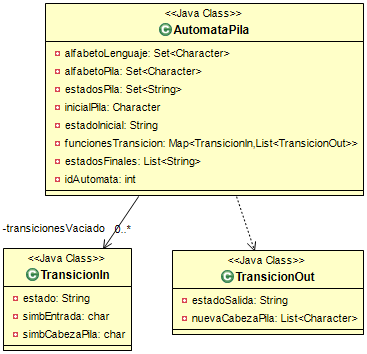 <<Java Class>>
AutomataPila
alfabetoLenguaje: Set<Character>
alfabetoPila: Set<Character>
estadosPila: Set<String>
inicialPila: Character
estadoInicial: String
funcionesTransicion: Map<TransicionIn,List<TransicionOut>>
estadosFinales: List<String>
idAutomata: int
-transicionesVaciado 0..*
<<Java Class>>
TransicionIn
estado: String
simbEntrada: char
simbCabezaPila: char
<<Java Class>>
TransicionOut
estadoSalida: String
nuevaCabezaPila: List<Character>